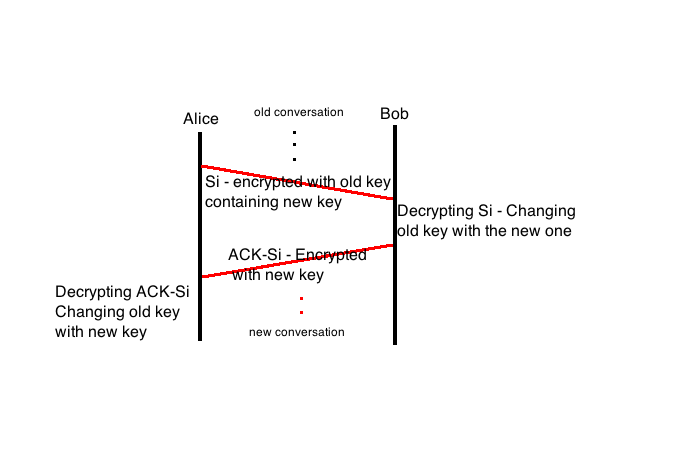 old conversation
Alice
Bob
Si - encrypted with old key
containing new key
Decrypting Si - Changing
old key with the new one
ACK-Si - Encrypted
with new key
Decrypting ACK-Si
Changing old key
with new key
new conversation